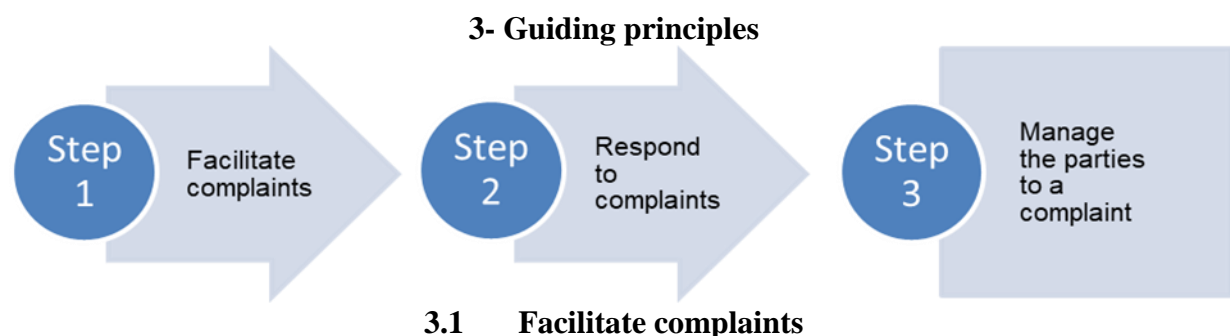 3- Guiding principles
Step
1
Facilitate
complaints
Step
2
Respond
to
complaints
Step
3
Manage
the parties
to a
complaint
3.1 Facilitate complaints